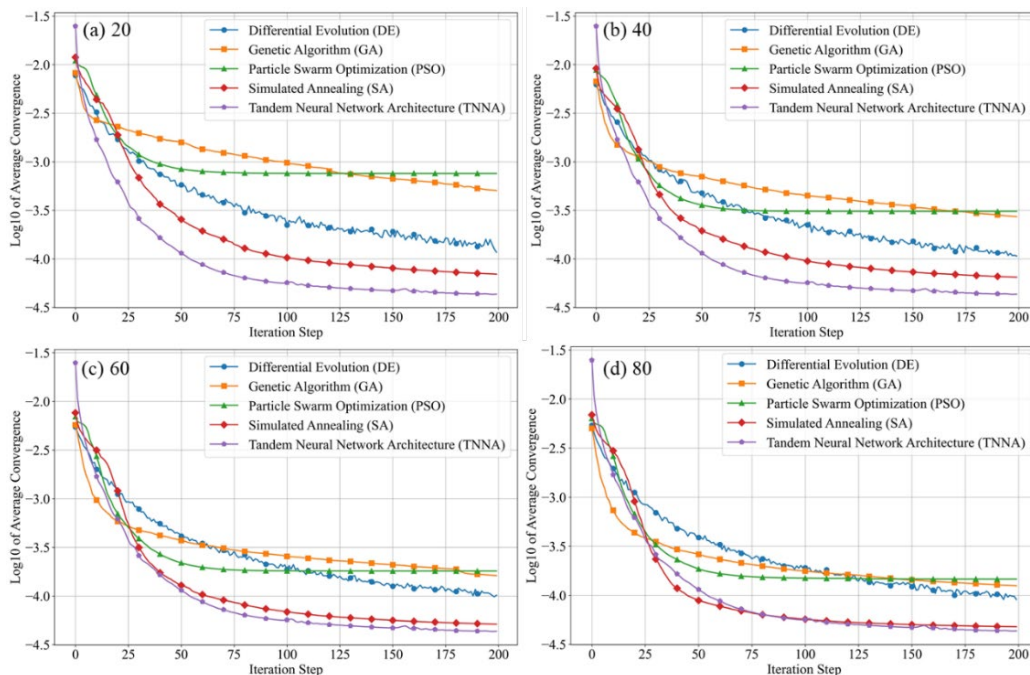 (a) 20
Differential Evolution (DE)
Genetic Algorithm (GA)
Particle Swarm Optimization (PSO)
Simulated Annealing (SA)
Tandem Neural Network Architecture (TNNA)
Log10 of Average Convergence
−1.5
−2.0
−2.5
−3.0
−3.5
−4.0
−4.5
0 25 50 75 100 125 150 175 200
Iteration Step
(b) 40
Differential Evolution (DE)
Genetic Algorithm (GA)
Particle Swarm Optimization (PSO)
Simulated Annealing (SA)
Tandem Neural Network Architecture (TNNA)
Log10 of Average Convergence
−1.5
−2.0
−2.5
−3.0
−3.5
−4.0
−4.5
0 25 50 75 100 125 150 175 200
Iteration Step
(c) 60
Differential Evolution (DE)
Genetic Algorithm (GA)
Particle Swarm Optimization (PSO)
Simulated Annealing (SA)
Tandem Neural Network Architecture (TNNA)
Log10 of Average Convergence
−1.5
−2.0
−2.5
−3.0
−3.5
−4.0
−4.5
0 25 50 75 100 125 150 175 200
Iteration Step
(d) 80
Differential Evolution (DE)
Genetic Algorithm (GA)
Particle Swarm Optimization (PSO)
Simulated Annealing (SA)
Tandem Neural Network Architecture (TNNA)
Log10 of Average Convergence
−1.5
−2.0
−2.5
−3.0
−3.5
−4.0
−4.5
0 25 50 75 100 125 150 175 200
Iteration Step